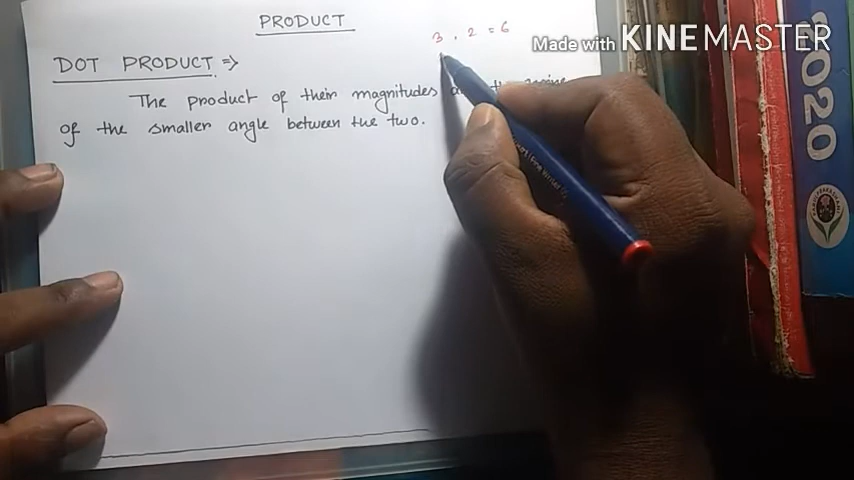 PRODUCT
3 . 2 = 6
Made with KINEMASTER
DOT PRODUCT =>
The product of their magnitudes
of the smaller angle between the two.
2020